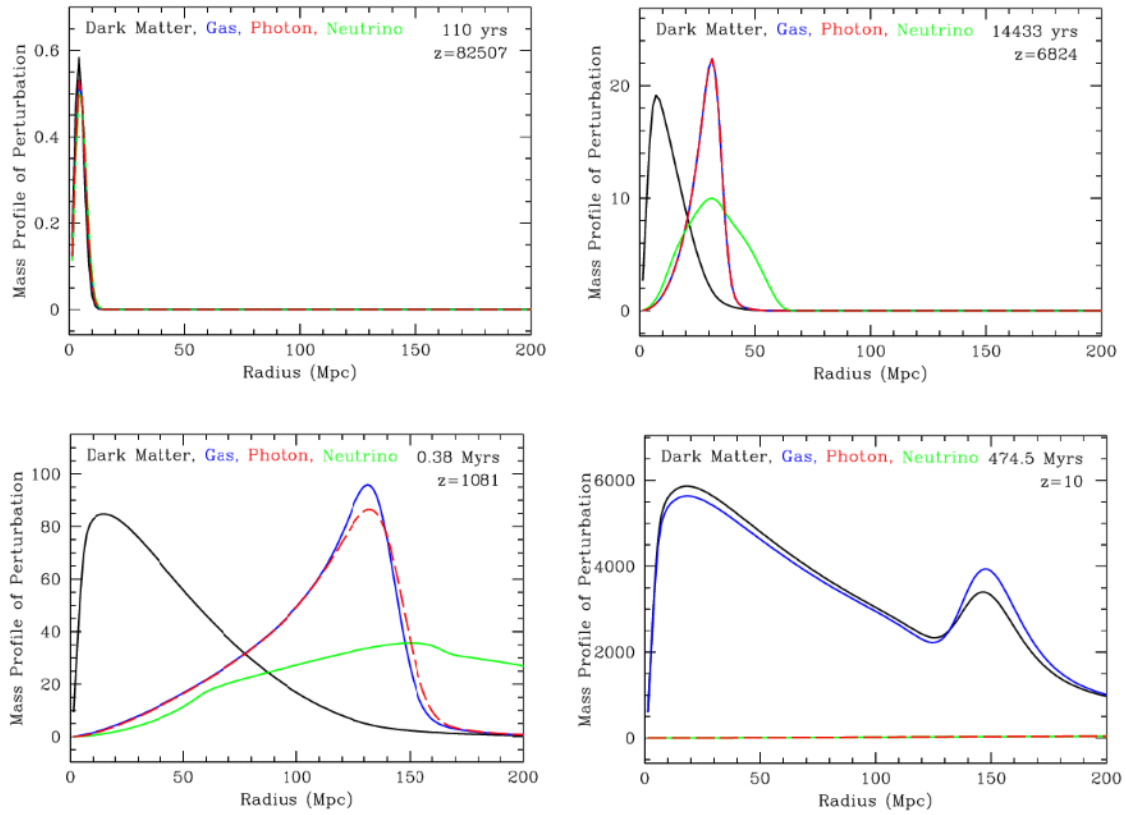 Dark Matter, Gas, Photon, Neutrino 110 yrs
z=82507
0.6
0.4
0.2
0
Mass Profile of Perturbation
0 50 100 150 200
Radius (Mpc)
Dark Matter, Gas, Photon, Neutrino 14433 yrs
z=6824
20
10
0
Mass Profile of Perturbation
0 50 100 150 200
Radius (Mpc)
Dark Matter, Gas, Photon, Neutrino 0.38 Myrs
z=1081
100
80
60
40
20
0
Mass Profile of Perturbation
0 50 100 150 200
Radius (Mpc)
Dark Matter, Gas, Photon, Neutrino 474.5 Myrs
z=10
6000
4000
2000
0
Mass Profile of Perturbation
0 50 100 150 200
Radius (Mpc)